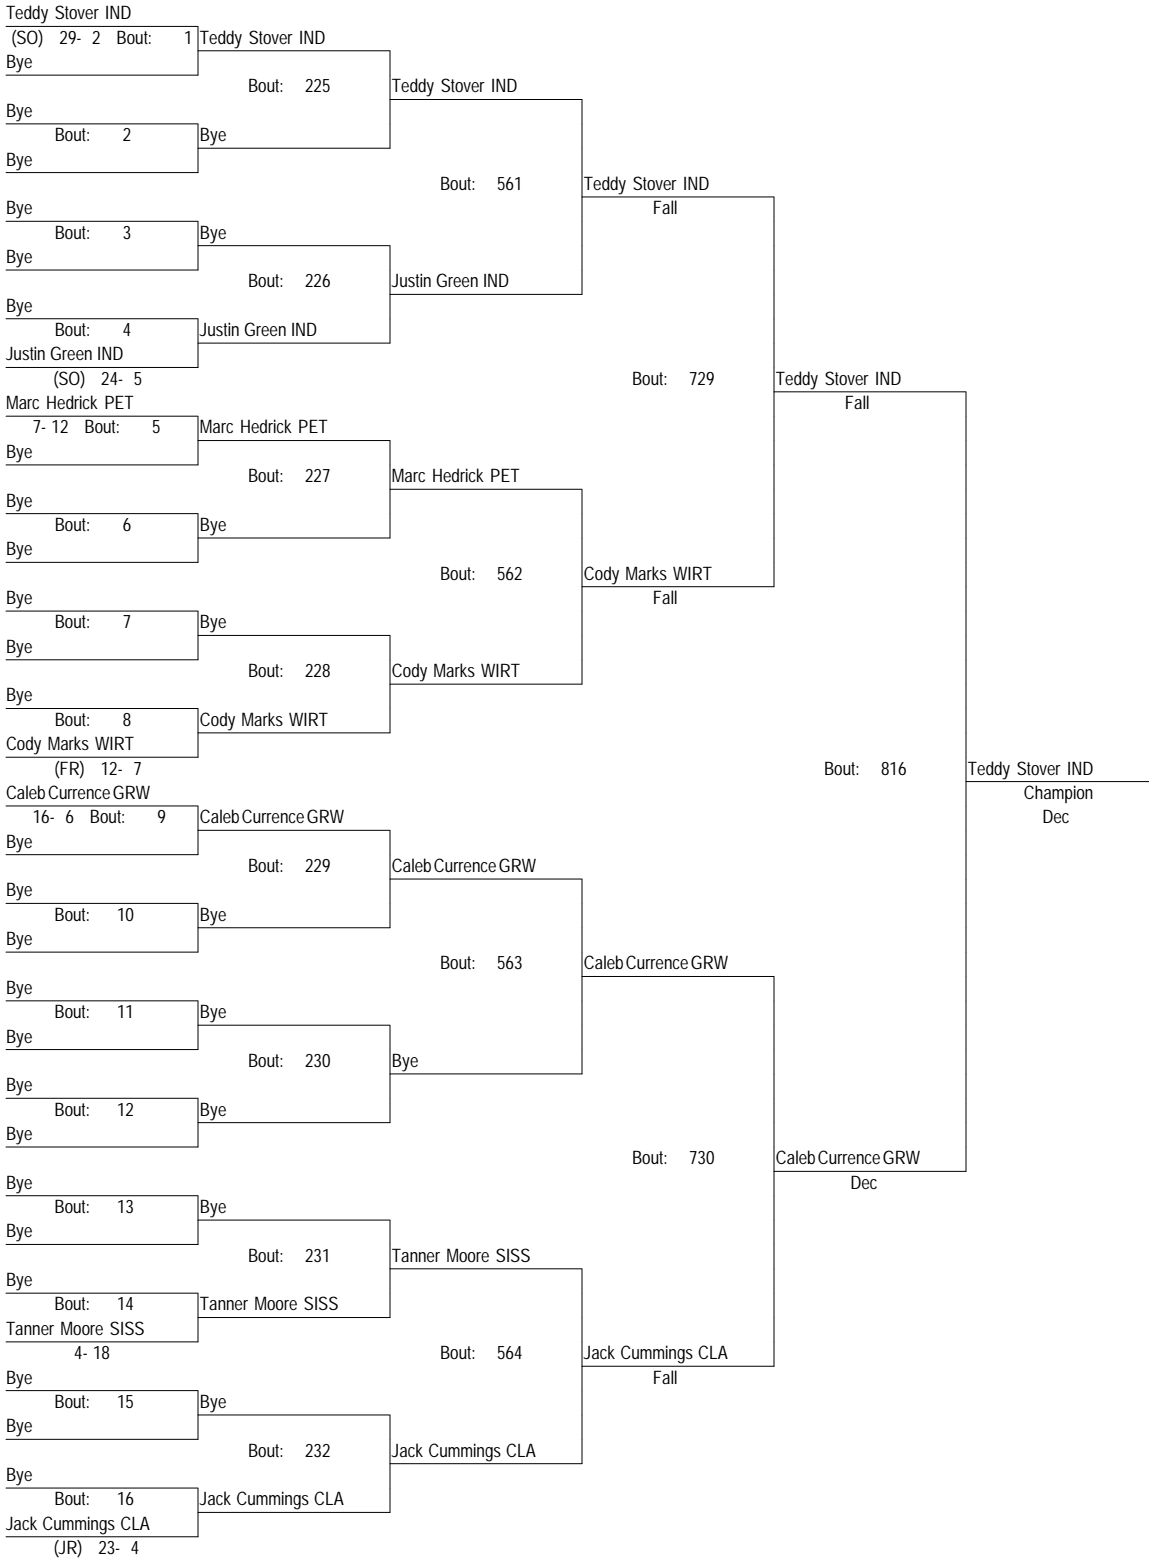 Teddy Stover IND
(SO) 29- 2 Bout: 1 Teddy Stover IND
Bye
Bout: 225 Teddy Stover IND
Bye
Bout: 2 Bye
Bye
Bout: 561 Teddy Stover IND
Bye Fall
Bout: 3 Bye
Bye
Bout: 226 Justin Green IND
Bye
Bout: 4 Justin Green IND
Justin Green IND
(SO) 24- 5 Bout: 729 Teddy Stover IND
Marc Hedrick PET Fall
7- 12 Bout: 5 Marc Hedrick PET
Bye
Bout: 227 Marc Hedrick PET
Bye
Bout: 6 Bye
Bye
Bout: 562 Cody Marks WIRT
Bye Fall
Bout: 7 Bye
Bye
Bout: 228 Cody Marks WIRT
Bye
Bout: 8 Cody Marks WIRT
Cody Marks WIRT
(FR) 12- 7 Bout: 816 Teddy Stover IND
Caleb Currence GRW Champion
16- 6 Bout: 9 Caleb Currence GRW Dec
Bye
Bout: 229 Caleb Currence GRW
Bye
Bout: 10 Bye
Bye
Bout: 563 Caleb Currence GRW
Bye
Bout: 11 Bye
Bye
Bout: 230 Bye
Bye
Bout: 12 Bye
Bye
Bout: 730 Caleb Currence GRW
Bye Dec
Bout: 13 Bye
Bye
Bout: 231 Tanner Moore SISS
Bye
Bout: 14 Tanner Moore SISS
Tanner Moore SISS
4- 18 Bout: 564 Jack Cummings CLA
Bye Fall
Bout: 15 Bye
Bye
Bout: 232 Jack Cummings CLA
Bye
Bout: 16 Jack Cummings CLA
Jack Cummings CLA
(JR) 23- 4